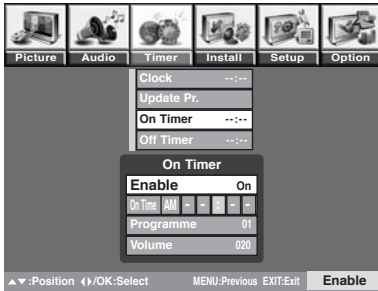 Picture Audio Timer Install Setup Option
Clock --:--
Update Pr.
On Timer --:--
Off Timer --:--
On Timer
Enable On
On Time AM - - : - -
Programme 01
Volume 020
▲▼:Position ◀▶/OK:Select MENU:Previous EXIT:Exit Enable